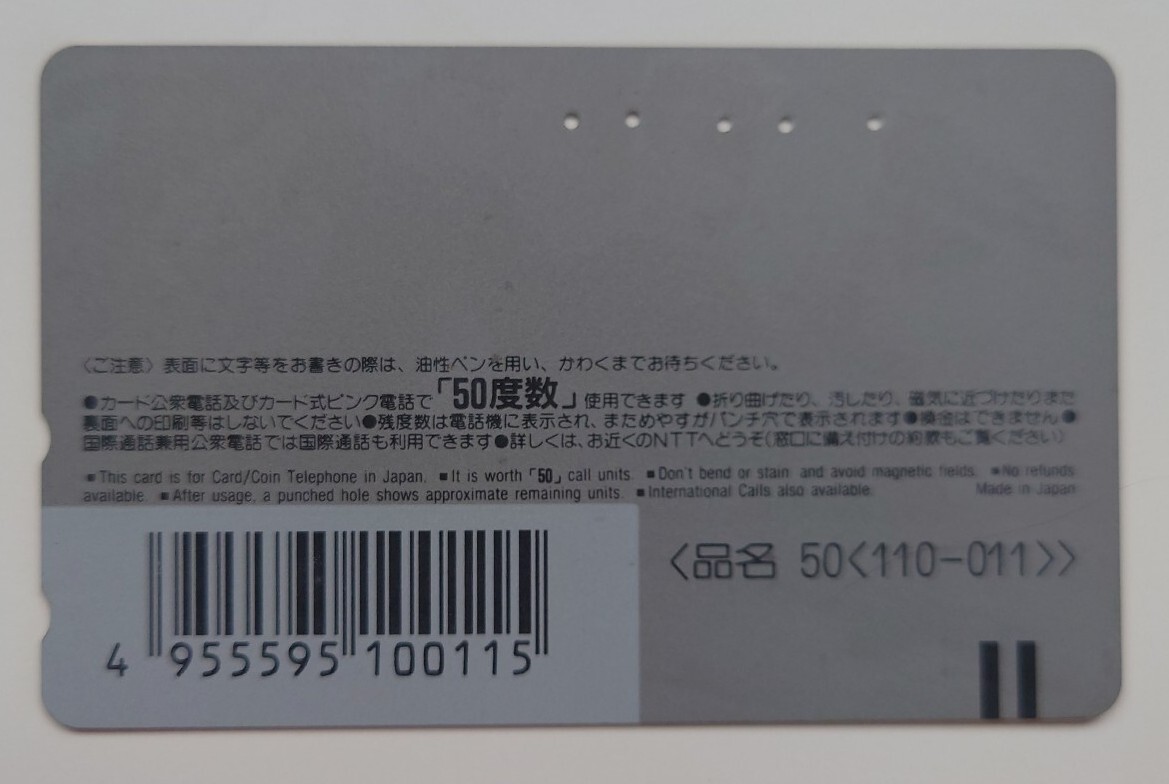 〈ご注意〉表面に文字等をお書きの際は、油性ペンを用い、かわくまでお待ちください。
●カード公衆電話及びカード式ピンク電話で「50度数」使用できます ●折り曲げたり、汚したり、磁気に近づけたりまた
裏面への印刷等はしないでください●残度数は電話機に表示され、まためやすがパンチ穴で表示されます●換金はできません●
国際通話兼用公衆電話では国際通話も利用できます●詳しくは、お近くのNTTへどうぞ(窓口に備え付けの約款もご覧ください)
■This card is for Card/Coin Telephone in Japan. ■It is worth「50」call units. ■Don't bend or stain and avoid magnetic fields. ■No refunds
available. ■After usage, a punched hole shows approximate remaining units. ■International Calls also available. Made in Japan
〈品名 50〈110-011〉〉
4 955595 100115